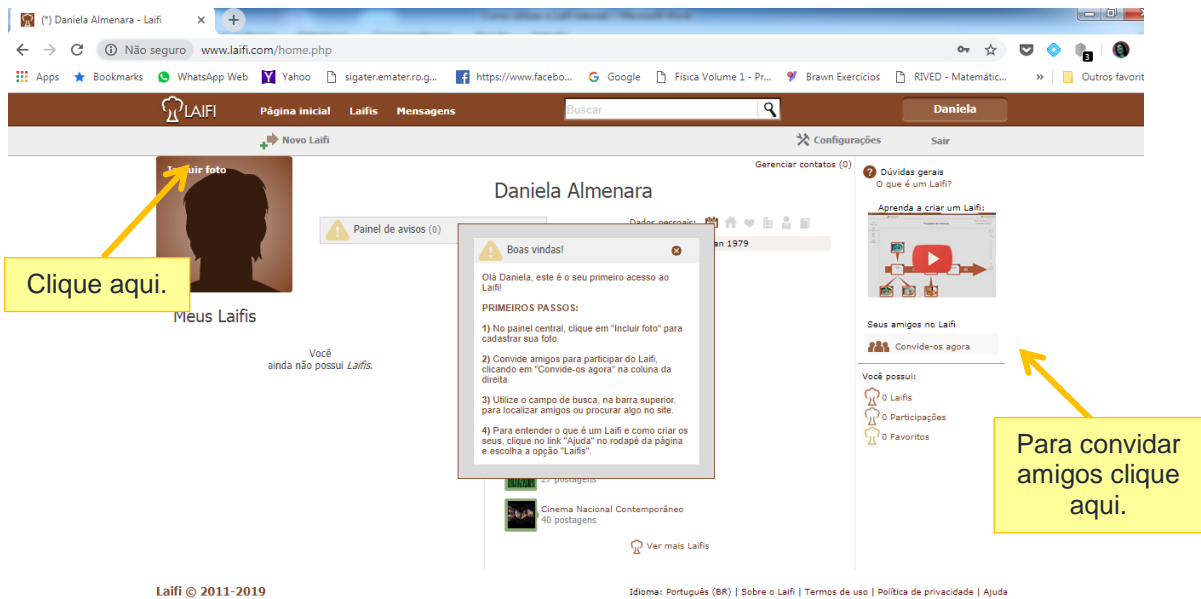 (*) Daniela Almenara - Laifi
Não seguro www.laifi.com/home.php
Apps Bookmarks WhatsApp Web Yahoo sigater.emater.ro.g... https://www.facebo... Google Física Volume 1 - Pr... Brawn Exercícios RIVED - Matemátic... » Outros favorit
LAIFI Página inicial Laifis Mensagens Buscar Daniela
Novo Laifi Configurações Sair
Incluir foto
Gerenciar contatos (0)
Daniela Almenara
Painel de avisos (0)
Dados pessoais:
an 1979
Clique aqui.
Meus Laifis
Você
ainda não possui Laifis.
Boas vindas!
Olá Daniela, este é o seu primeiro acesso ao
Laifi!
PRIMEIROS PASSOS:
1) No painel central, clique em "Incluir foto" para
cadastrar sua foto.
2) Convide amigos para participar do Laifi,
clicando em "Convide-os agora" na coluna da
direita.
3) Utilize o campo de busca, na barra superior,
para localizar amigos ou procurar algo no site.
4) Para entender o que é um Laifi e como criar os
seus, clique no link "Ajuda" no rodapé da página
e escolha a opção "Laifis".
27 postagens
Cinema Nacional Contemporâneo
40 postagens
Ver mais Laifis
Dúvidas gerais
O que é um Laifi?
Aprenda a criar um Laifi:
Seus amigos no Laifi
Convide-os agora
Você possui:
0 Laifis
0 Participações
0 Favoritos
Para convidar
amigos clique
aqui.
Laifi © 2011-2019
Idioma: Português (BR) | Sobre o Laifi | Termos de uso | Política de privacidade | Ajuda